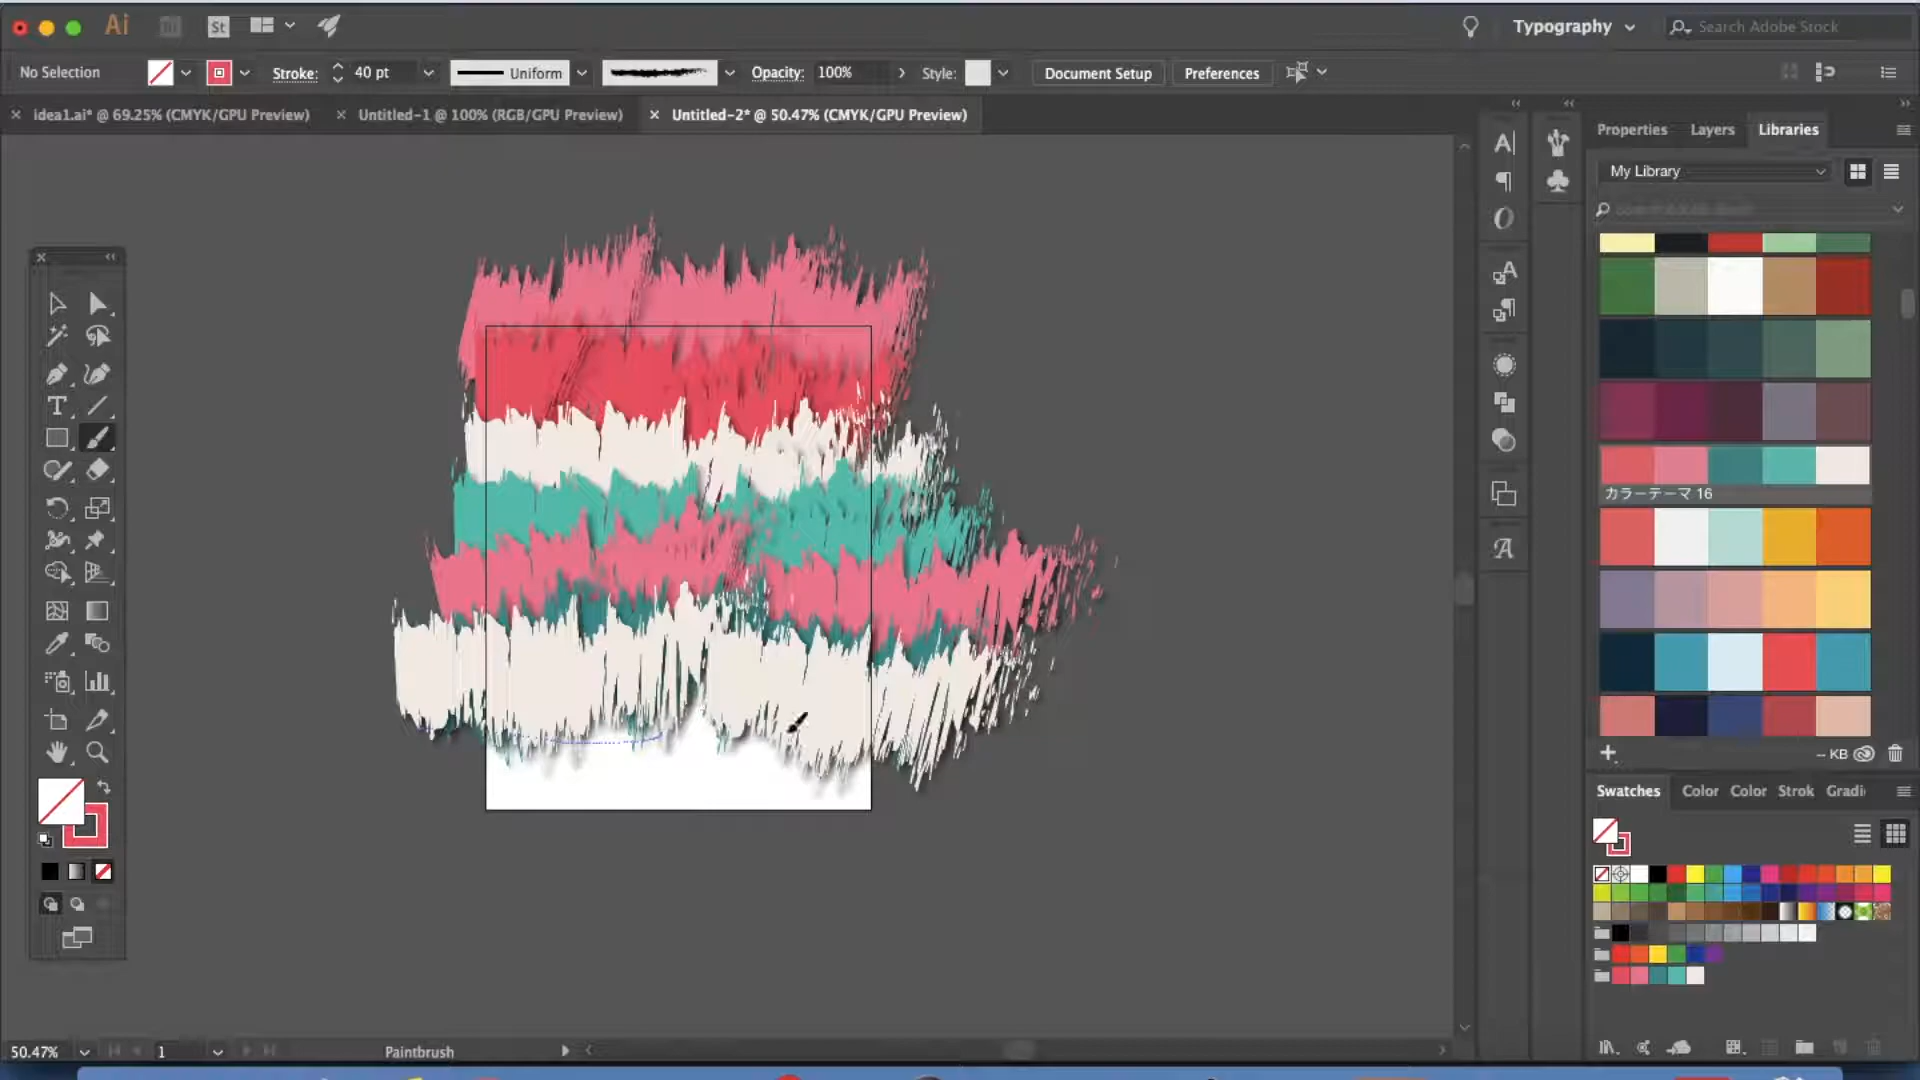 Ai St Typography Search Adobe Stock
No Selection Stroke: 40 pt Uniform Opacity: 100% Style: Document Setup Preferences
idea1.ai* @ 69.25% (CMYK/GPU Preview) Untitled-1 @ 100% (RGB/GPU Preview) Untitled-2* @ 50.47% (CMYK/GPU Preview)
Properties Layers Libraries
My Library
カラーテーマ 16
-- KB
Swatches Color Color Strok Gradi
50.47% 1 Paintbrush